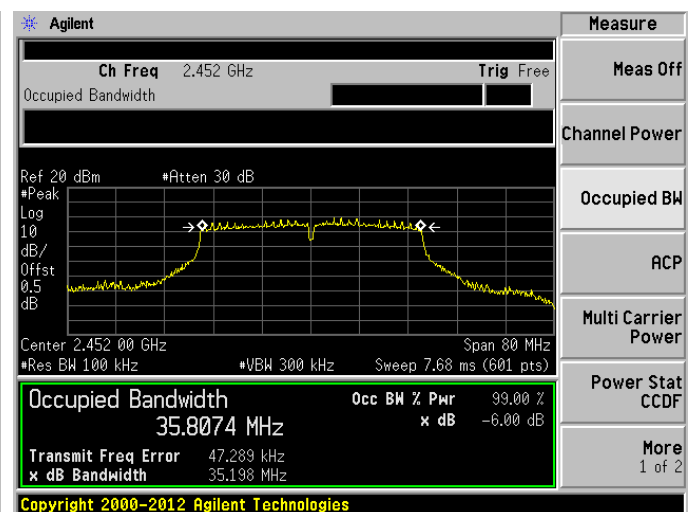 Agilent
Measure
Ch Freq 2.452 GHz Trig Free
Occupied Bandwidth
Meas Off
Channel Power
Occupied BW
ACP
Multi Carrier
Power
Power Stat
CCDF
More
1 of 2
Ref 20 dBm #Atten 30 dB
#Peak
Log
10
dB/
Offst
0.5
dB
Center 2.452 00 GHz Span 80 MHz
#Res BW 100 kHz #VBW 300 kHz Sweep 7.68 ms (601 pts)
Occupied Bandwidth Occ BW % Pwr 99.00 %
35.8074 MHz x dB -6.00 dB
Transmit Freq Error 47.289 kHz
x dB Bandwidth 35.198 MHz
Copyright 2000-2012 Agilent Technologies